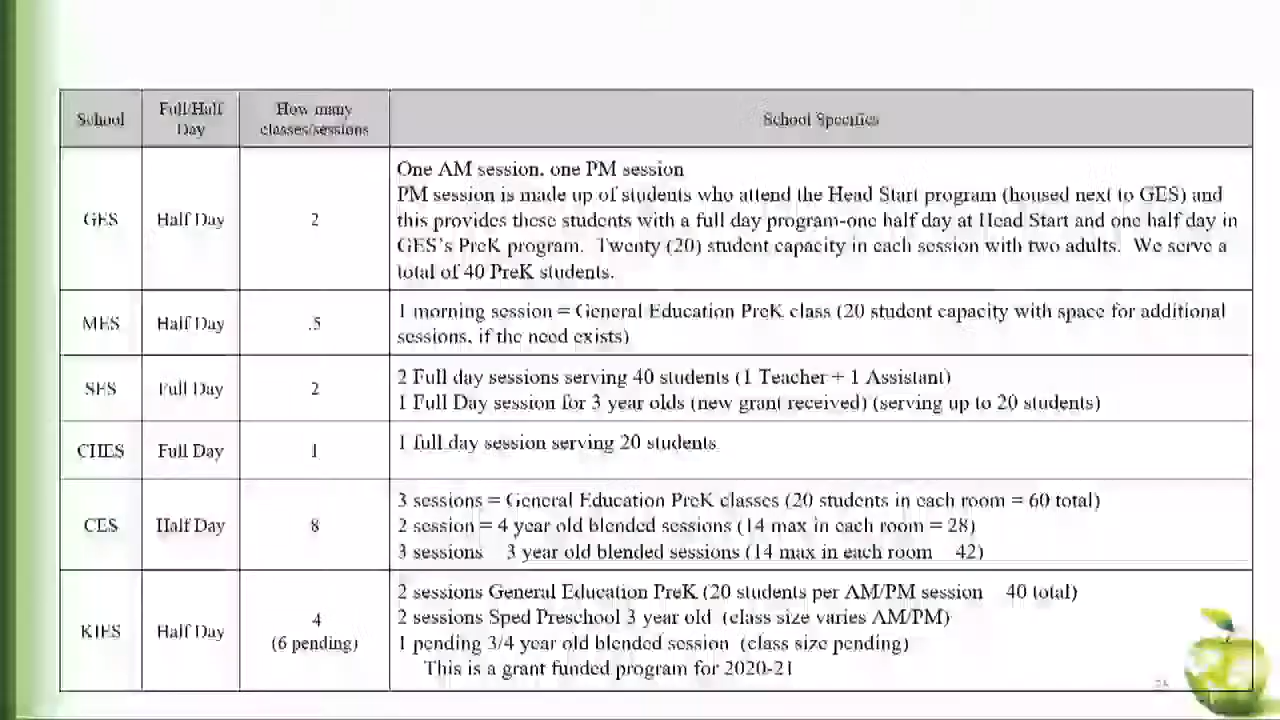 School
Full/Half
Day
How many
classes/sessions
School Specifics
GES
Half Day
2
One AM session, one PM session
PM session is made up of students who attend the Head Start program (housed next to GES) and
this provides these students with a full day program-one half day at Head Start and one half day in
GES's PreK program. Twenty (20) student capacity in each session with two adults. We serve a
total of 40 PreK students.
MES
Half Day
.5
1 morning session = General Education PreK class (20 student capacity with space for additional
sessions, if the need exists)
SES
Full Day
2
2 Full day sessions serving 40 students (1 Teacher + 1 Assistant)
1 Full Day session for 3 year olds (new grant received) (serving up to 20 students)
CHES
Full Day
1
1 full day session serving 20 students
CES
Half Day
8
3 sessions = General Education PreK classes (20 students in each room = 60 total)
2 session = 4 year old blended sessions (14 max in each room = 28)
3 sessions 3 year old blended sessions (14 max in each room 42)
Half Day
4
(6 pending)
2 sessions General Education PreK (20 students per AM/PM session 40 total)
2 sessions Sped Preschool 3 year old (class size varies AM/PM)
1 pending 3/4 year old blended session (class size pending)
This is a grant funded program for 2020-21